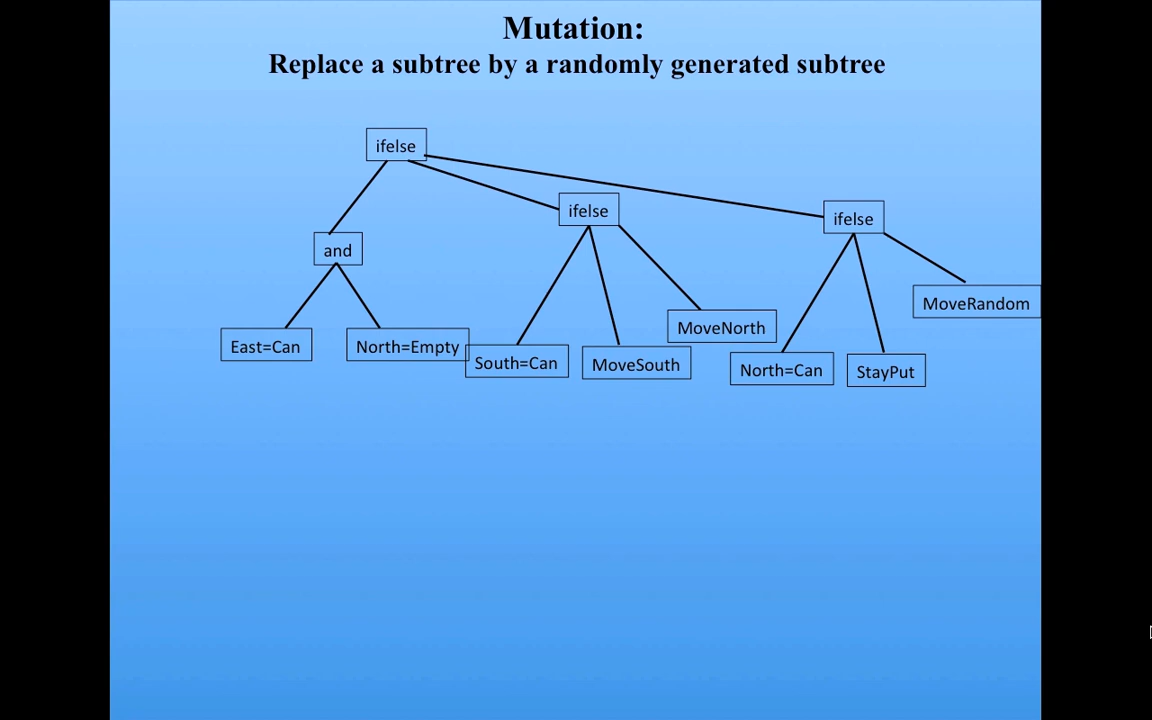 Mutation:
Replace a subtree by a randomly generated subtree
ifelse
ifelse
ifelse
and
MoveRandom
MoveNorth
East=Can
North=Empty
South=Can
MoveSouth
North=Can
StayPut